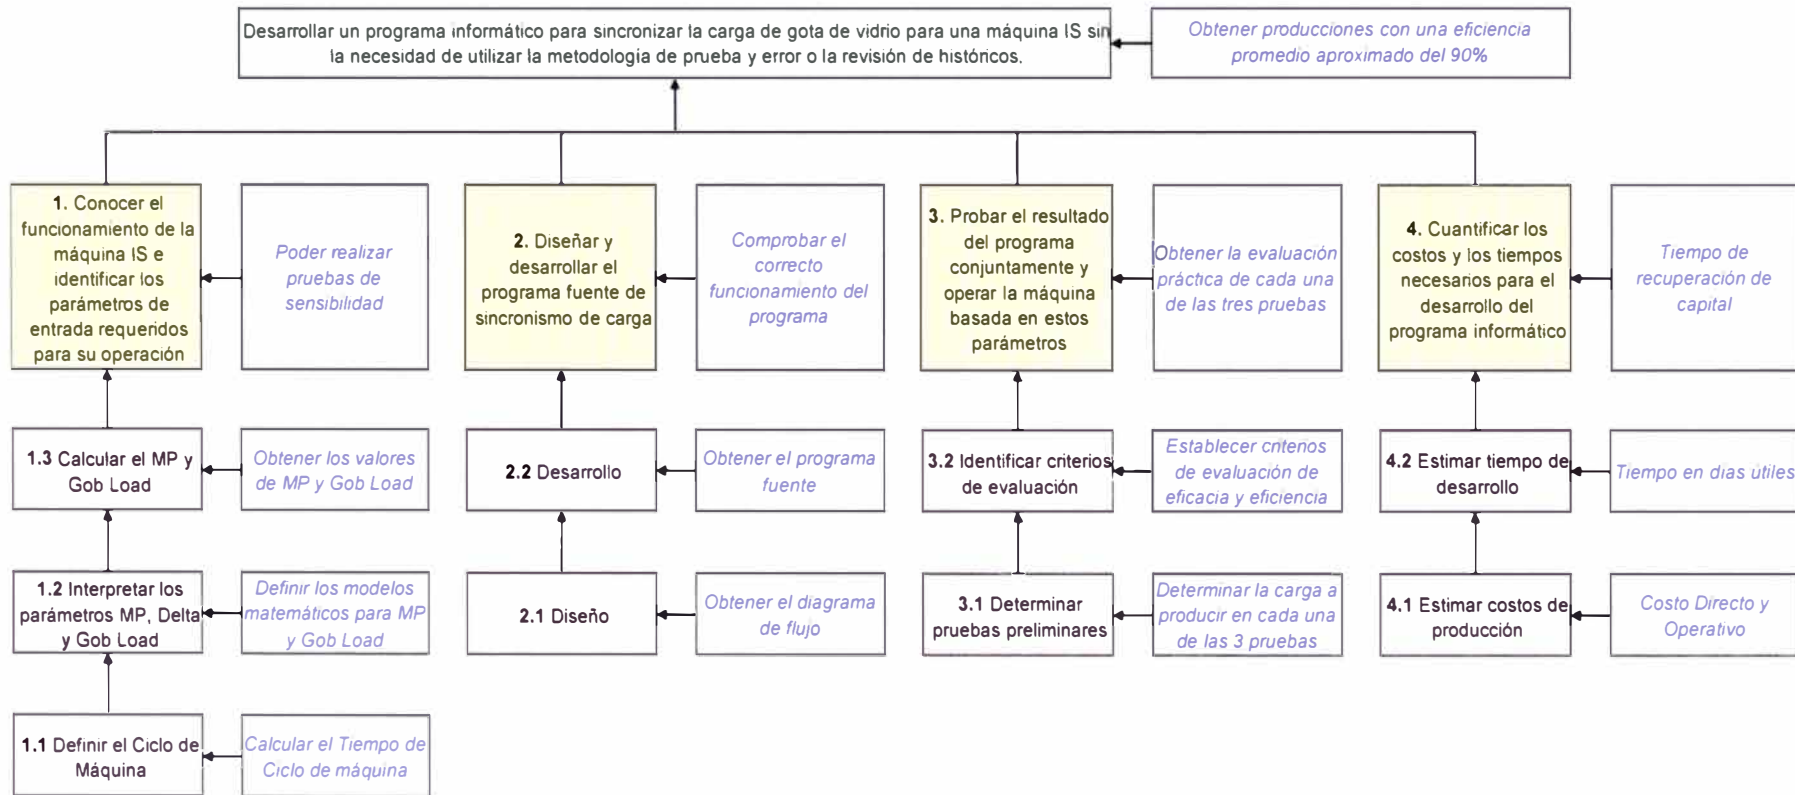 Desarrollar un programa informático para sincronizar la carga de gota de vidrio para una máquina IS sin
la necesidad de utilizar la metodología de prueba y error o la revisión de históricos.
Obtener producciones con una eficiencia
promedio aproximado del 90%
1. Conocer el
funcionamiento de la
máquina IS e
identificar los
parámetros de
entrada requeridos
para su operación
Poder realizar
pruebas de
sensibilidad
2. Diseñar y
desarrollar el
programa fuente de
sincronismo de carga
Comprobar el
correcto
funcionamiento del
programa
3. Probar el resultado
del programa
conjuntamente y
operar la máquina
basada en estos
parámetros
Obtener la evaluación
práctica de cada una
de las tres pruebas
4. Cuantificar los
costos y los tiempos
necesarios para el
desarrollo del
programa informático
Tiempo de
recuperación de
capital
1.3 Calcular el MP y
Gob Load
Obtener los valores
de MP y Gob Load
2.2 Desarrollo
Obtener el programa
fuente
3.2 Identificar criterios
de evaluación
Establecer criterios
de evaluación de
eficacia y eficiencia
4.2 Estimar tiempo de
desarrollo
Tiempo en dias útiles
1.2 Interpretar los
parámetros MP, Delta
y Gob Load
Definir los modelos
matemáticos para MP
y Gob Load
2.1 Diseño
Obtener el diagrama
de flujo
3.1 Determinar
pruebas preliminares
Determinar la carga a
producir en cada una
de las 3 pruebas
4.1 Estimar costos de
producción
Costo Directo y
Operativo
1.1 Definir el Ciclo de
Máquina
Calcular el Tiempo de
Ciclo de máquina